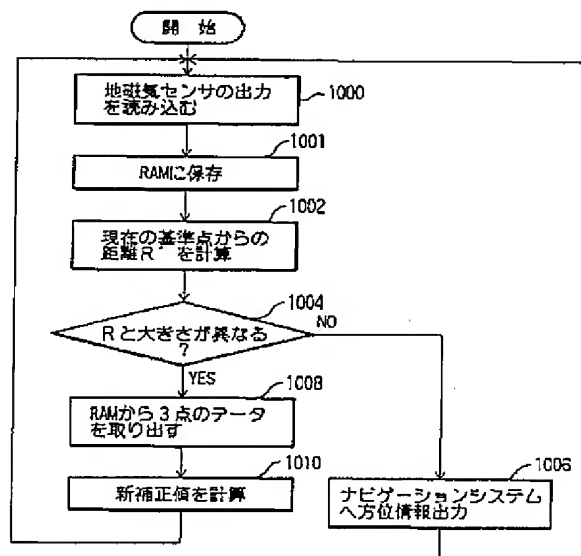 開始
地磁気センサの出力
を読み込む
1000
1001
RAMに保存
1002
現在の基準点からの
距離R'を計算
1004
Rと大きさが異なる
?
NO
YES
1008
RAMから3点のデータ
を取り出す
1010
新補正値を計算
1006
ナビゲーションシステム
へ方位情報出力